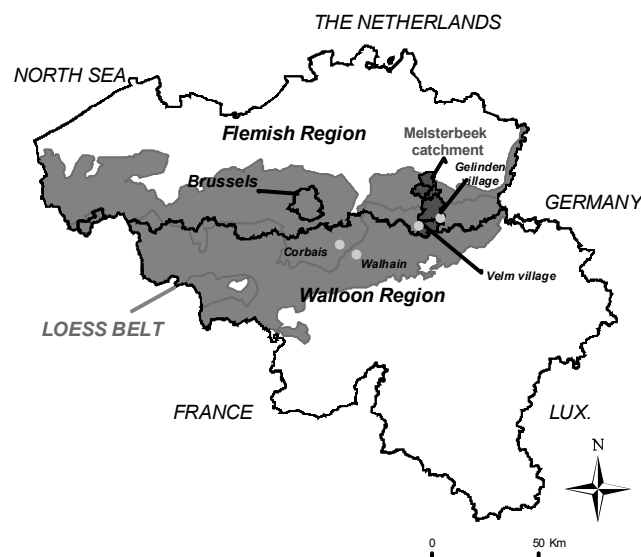 THE NETHERLANDS
NORTH SEA
Flemish Region
Melsterbeek
catchment
Gelinden
village
Brussels
GERMANY
Corbais
Walhain
Velm village
Walloon Region
LOESS BELT
FRANCE
LUX.
N
0 50 Km